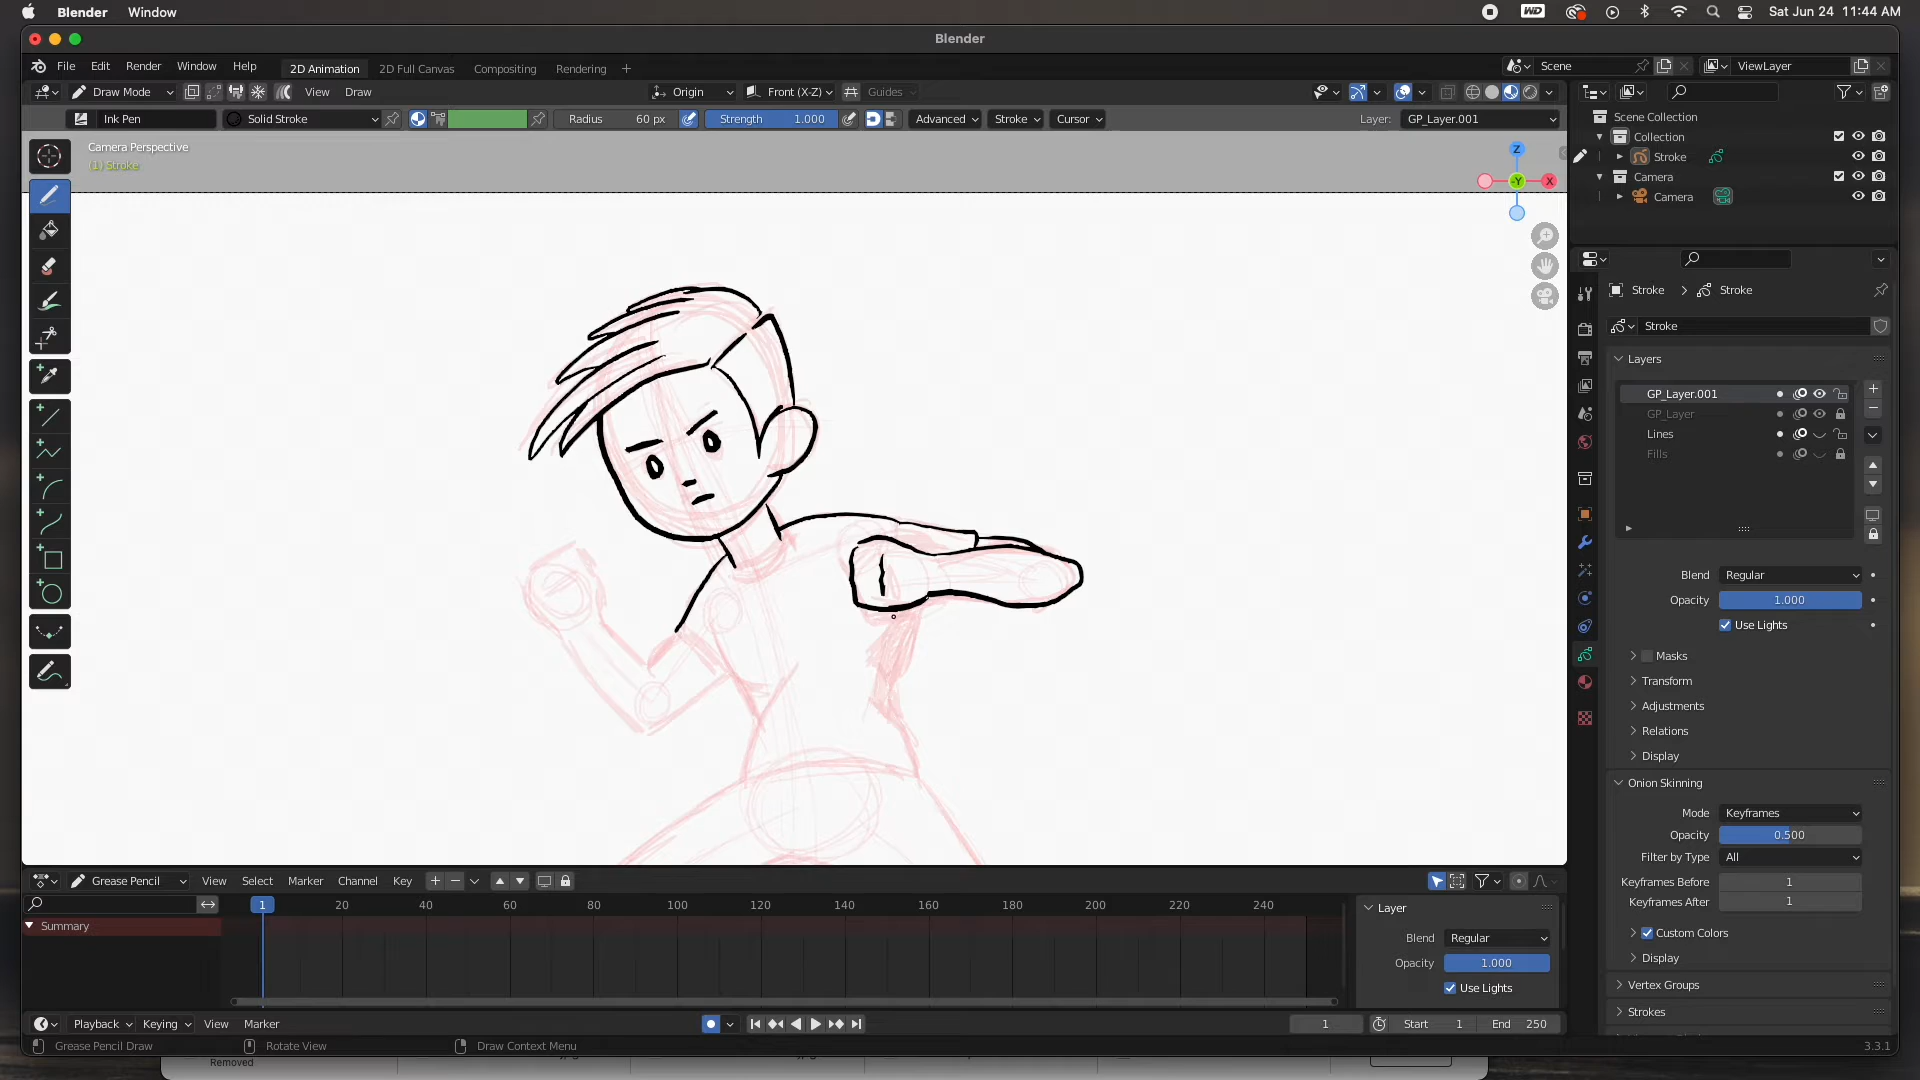 Blender Window Sat Jun 24 11:44 AM
Blender
File Edit Render Window Help 2D Animation 2D Full Canvas Compositing Rendering + Scene ViewLayer
Draw Mode View Draw Origin Front (X-Z) Guides
Ink Pen Solid Stroke Radius 60 px Strength 1.000 Advanced Stroke Cursor Layer: GP_Layer.001
Camera Perspective
(1) Stroke
Z
-Y X
Scene Collection
Collection
Stroke
Camera
Camera
Stroke > Stroke
Stroke
Layers
GP_Layer.001
GP_Layer
Lines
Fills
Blend Regular
Opacity 1.000
Use Lights
Masks
Transform
Adjustments
Relations
Display
Onion Skinning
Mode Keyframes
Opacity 0.500
Filter by Type All
Keyframes Before 1
Keyframes After 1
Custom Colors
Display
Vertex Groups
Strokes
Grease Pencil View Select Marker Channel Key
1 20 40 60 80 100 120 140 160 180 200 220 240
Summary
Layer
Blend Regular
Opacity 1.000
Use Lights
Playback Keying View Marker 1 Start 1 End 250
Grease Pencil Draw Rotate View Draw Context Menu 3.3.1
Removed